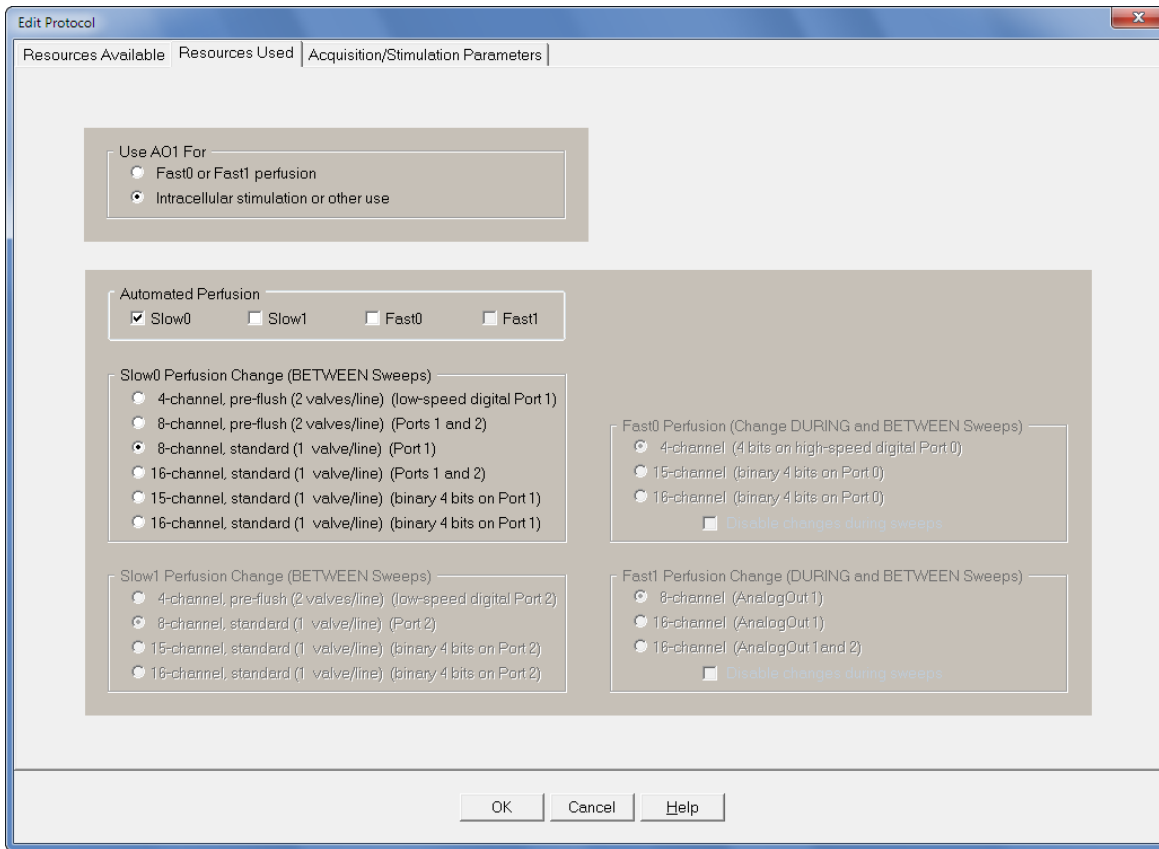 Edit Protocol
x
Resources Available Resources Used Acquisition/Stimulation Parameters
Use AO1 For
Fast0 or Fast1 perfusion
Intracellular stimulation or other use
Automated Perfusion
Slow0 Slow1 Fast0 Fast1
Slow0 Perfusion Change (BETWEEN Sweeps)
4-channel, pre-flush (2 valves/line) (low-speed digital Port 1)
8-channel, pre-flush (2 valves/line) (Ports 1 and 2)
8-channel, standard (1 valve/line) (Port 1)
16-channel, standard (1 valve/line) (Ports 1 and 2)
15-channel, standard (1 valve/line) (binary 4 bits on Port 1)
16-channel, standard (1 valve/line) (binary 4 bits on Port 1)
Fast0 Perfusion (Change DURING and BETWEEN Sweeps)
4-channel (4 bits on high-speed digital Port 0)
15-channel (binary 4 bits on Port 0)
16-channel (binary 4 bits on Port 0)
Disable changes during sweeps
Slow1 Perfusion Change (BETWEEN Sweeps)
4-channel, pre-flush (2 valves/line) (low-speed digital Port 2)
8-channel, standard (1 valve/line) (Port 2)
15-channel, standard (1 valve/line) (binary 4 bits on Port 2)
16-channel, standard (1 valve/line) (binary 4 bits on Port 2)
Fast1 Perfusion Change (DURING and BETWEEN Sweeps)
8-channel (AnalogOut 1)
16-channel (AnalogOut 1)
16-channel (AnalogOut 1and 2)
Disable changes during sweeps
OK Cancel Help